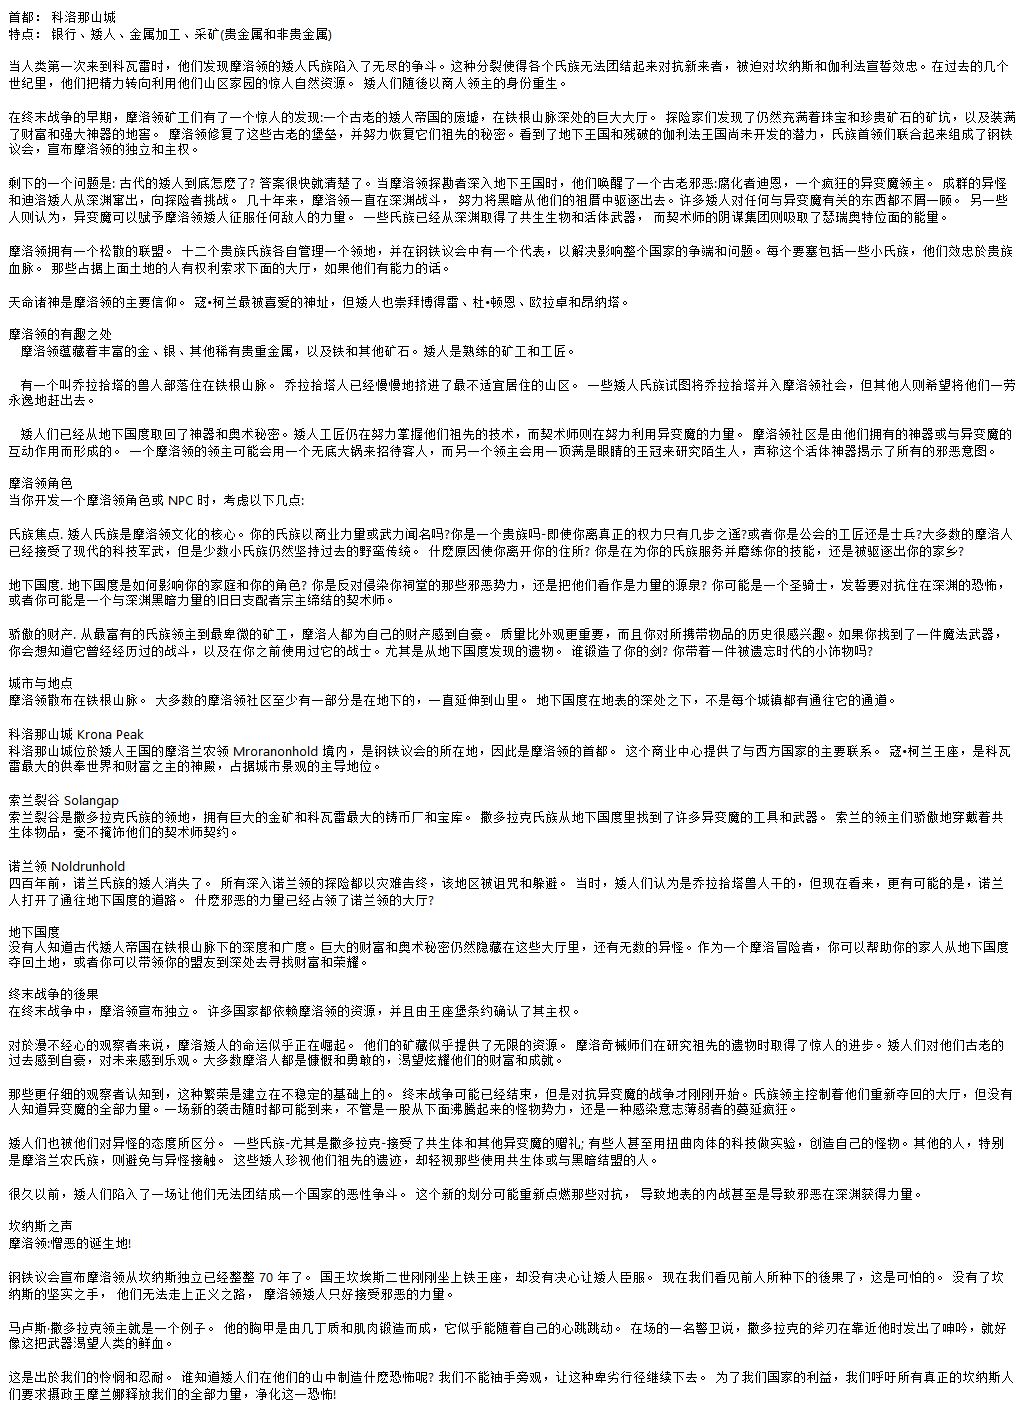 首都： 科洛那山城
特点： 银行、矮人、金属加工、采矿(贵金属和非贵金属)
当人类第一次来到科瓦雷时，他们发现摩洛领的矮人氏族陷入了无尽的争斗。这种分裂使得各个氏族无法团结起来对抗新来者，被迫对坎纳斯和伽利法宣誓效忠。在过去的几个
世纪里，他们把精力转向利用他们山区家园的惊人自然资源。 矮人们随後以商人领主的身份重生。
在终末战争的早期，摩洛领矿工们有了一个惊人的发现:一个古老的矮人帝国的废墟，在铁根山脉深处的巨大大厅。 探险家们发现了仍然充满着珠宝和珍贵矿石的矿坑，以及装满
了财富和强大神器的地窖。 摩洛领修复了这些古老的堡垒，并努力恢复它们祖先的秘密。看到了地下王国和残破的伽利法王国尚未开发的潜力，氏族首领们联合起来组成了钢铁
议会，宣布摩洛领的独立和主权。
剩下的一个问题是: 古代的矮人到底怎麽了? 答案很快就清楚了。当摩洛领探勘者深入地下王国时，他们唤醒了一个古老邪恶:腐化者迪恩，一个疯狂的异变魔领主。 成群的异怪
和迪洛矮人从深渊窜出，向探险者挑战。 几十年来，摩洛领一直在深渊战斗， 努力将黑暗从他们的祖厝中驱逐出去。许多矮人对任何与异变魔有关的东西都不屑一顾。 另一些
人则认为，异变魔可以赋予摩洛领矮人征服任何敌人的力量。 一些氏族已经从深渊取得了共生生物和活体武器， 而契术师的阴谋集团则吸取了瑟瑞奥特位面的能量。
摩洛领拥有一个松散的联盟。 十二个贵族氏族各自管理一个领地，并在钢铁议会中有一个代表，以解决影响整个国家的争端和问题。每个要塞包括一些小氏族，他们效忠於贵族
血脉。 那些占据上面土地的人有权利索求下面的大厅，如果他们有能力的话。
天命诸神是摩洛领的主要信仰。 寇•柯兰最被喜爱的神址，但矮人也崇拜博得雷、杜•顿恩、欧拉卓和昂纳塔。
摩洛领的有趣之处
摩洛领蕴藏着丰富的金、银、其他稀有贵重金属，以及铁和其他矿石。矮人是熟练的矿工和工匠。
有一个叫乔拉拾塔的兽人部落住在铁根山脉。 乔拉拾塔人已经慢慢地挤进了最不适宜居住的山区。 一些矮人氏族试图将乔拉拾塔并入摩洛领社会，但其他人则希望将他们一劳
永逸地赶出去。
矮人们已经从地下国度取回了神器和奥术秘密。矮人工匠仍在努力掌握他们祖先的技术，而契术师则在努力利用异变魔的力量。 摩洛领社区是由他们拥有的神器或与异变魔的
互动作用而形成的。 一个摩洛领的领主可能会用一个无底大锅来招待客人，而另一个领主会用一顶满是眼睛的王冠来研究陌生人，声称这个活体神器揭示了所有的邪恶意图。
摩洛领角色
当你开发一个摩洛领角色或 NPC 时，考虑以下几点:
氏族焦点. 矮人氏族是摩洛领文化的核心。你的氏族以商业力量或武力闻名吗?你是一个贵族吗-即使你离真正的权力只有几步之遥?或者你是公会的工匠还是士兵?大多数的摩洛人
已经接受了现代的科技军武，但是少数小氏族仍然坚持过去的野蛮传统。 什麽原因使你离开你的住所? 你是在为你的氏族服务并磨练你的技能，还是被驱逐出你的家乡?
地下国度. 地下国度是如何影响你的家庭和你的角色? 你是反对侵染你祠堂的那些邪恶势力，还是把他们看作是力量的源泉? 你可能是一个圣骑士，发誓要对抗住在深渊的恐怖，
或者你可能是一个与深渊黑暗力量的旧日支配者宗主缔结的契术师。
骄傲的财产. 从最富有的氏族领主到最卑微的矿工，摩洛人都为自己的财产感到自豪。 质量比外观更重要，而且你对所携带物品的历史很感兴趣。如果你找到了一件魔法武器，
你会想知道它曾经经历过的战斗，以及在你之前使用过它的战士。尤其是从地下国度发现的遗物。 谁锻造了你的剑? 你带着一件被遗忘时代的小饰物吗?
城市与地点
摩洛领散布在铁根山脉。 大多数的摩洛领社区至少有一部分是在地下的，一直延伸到山里。 地下国度在地表的深处之下，不是每个城镇都有通往它的通道。
科洛那山城 Krona Peak
科洛那山城位於矮人王国的摩洛兰农领 Mroranonhold 境内，是钢铁议会的所在地，因此是摩洛领的首都。 这个商业中心提供了与西方国家的主要联系。 寇•柯兰王座，是科瓦
雷最大的供奉世界和财富之主的神殿，占据城市景观的主导地位。
索兰裂谷 Solangap
索兰裂谷是撒多拉克氏族的领地，拥有巨大的金矿和科瓦雷最大的铸币厂和宝库。 撒多拉克氏族从地下国度里找到了许多异变魔的工具和武器。 索兰的领主们骄傲地穿戴着共
生体物品，毫不掩饰他们的契术师契约。
诺兰领 Noldrunhold
四百年前，诺兰氏族的矮人消失了。 所有深入诺兰领的探险都以灾难告终，该地区被诅咒和躲避。 当时，矮人们认为是乔拉拾塔兽人干的，但现在看来，更有可能的是，诺兰
人打开了通往地下国度的道路。 什麽邪恶的力量已经占领了诺兰领的大厅?
地下国度
没有人知道古代矮人帝国在铁根山脉下的深度和广度。巨大的财富和奥术秘密仍然隐藏在这些大厅里，还有无数的异怪。作为一个摩洛冒险者，你可以帮助你的家人从地下国度
夺回土地，或者你可以带领你的盟友到深处去寻找财富和荣耀。
终末战争的後果
在终末战争中，摩洛领宣布独立。 许多国家都依赖摩洛领的资源，并且由王座堡条约确认了其主权。
对於漫不经心的观察者来说，摩洛矮人的命运似乎正在崛起。 他们的矿藏似乎提供了无限的资源。 摩洛奇械师们在研究祖先的遗物时取得了惊人的进步。矮人们对他们古老的
过去感到自豪，对未来感到乐观。大多数摩洛人都是慷慨和勇敢的，渴望炫耀他们的财富和成就。
那些更仔细的观察者认知到，这种繁荣是建立在不稳定的基础上的。 终末战争可能已经结束，但是对抗异变魔的战争才刚刚开始。氏族领主控制着他们重新夺回的大厅，但没有
人知道异变魔的全部力量。一场新的袭击随时都可能到来，不管是一股从下面沸腾起来的怪物势力，还是一种感染意志薄弱者的蔓延疯狂。
矮人们也被他们对异怪的态度所区分。 一些氏族-尤其是撒多拉克-接受了共生体和其他异变魔的赠礼; 有些人甚至用扭曲肉体的科技做实验，创造自己的怪物。其他的人，特别
是摩洛兰农氏族，则避免与异怪接触。 这些矮人珍视他们祖先的遗迹，却轻视那些使用共生体或与黑暗结盟的人。
很久以前，矮人们陷入了一场让他们无法团结成一个国家的恶性争斗。 这个新的划分可能重新点燃那些对抗， 导致地表的内战甚至是导致邪恶在深渊获得力量。
坎纳斯之声
摩洛领:憎恶的诞生地!
钢铁议会宣布摩洛领从坎纳斯独立已经整整 70 年了。 国王坎埃斯二世刚刚坐上铁王座，却没有决心让矮人臣服。 现在我们看见前人所种下的後果了，这是可怕的。 没有了坎
纳斯的坚实之手， 他们无法走上正义之路， 摩洛领矮人只好接受邪恶的力量。
马卢斯·撒多拉克领主就是一个例子。 他的胸甲是由几丁质和肌肉锻造而成，它似乎能随着自己的心跳跳动。 在场的一名警卫说，撒多拉克的斧刃在靠近他时发出了呻吟，就好
像这把武器渴望人类的鲜血。
这是出於我们的怜悯和忍耐。 谁知道矮人们在他们的山中制造什麽恐怖呢? 我们不能袖手旁观，让这种卑劣行径继续下去。 为了我们国家的利益，我们呼吁所有真正的坎纳斯人
们要求摄政王摩兰娜释放我们的全部力量，净化这一恐怖!